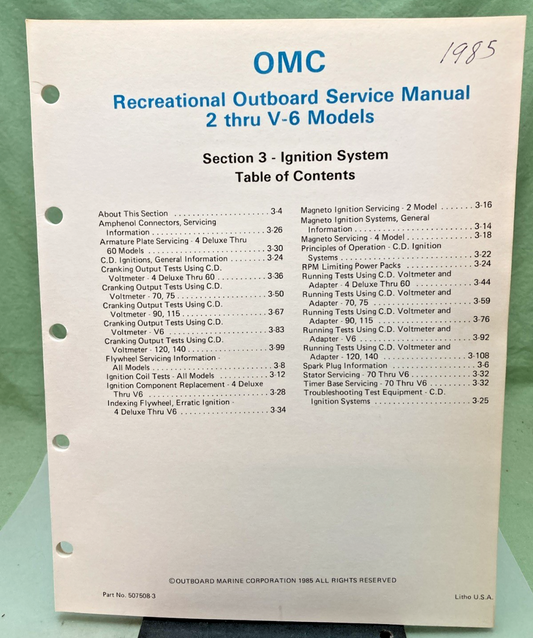 1985
OMC
Recreational Outboard Service Manual
2 thru V-6 Models
Section 3 - Ignition System
Table of Contents
About This Section . . . . . . . . . . . . . . . . . . . 3-4
Amphenol Connectors, Servicing
Information . . . . . . . . . . . . . . . . . . . . . . 3-26
Armature Plate Servicing - 4 Deluxe Thru
60 Models . . . . . . . . . . . . . . . . . . . . . . . 3-30
C.D. Ignitions, General Information . . . . . . . . 3-24
Cranking Output Tests Using C.D.
Voltmeter - 4 Deluxe Thru 60 . . . . . . . . . . 3-36
Cranking Output Tests Using C.D.
Voltmeter - 70, 75 . . . . . . . . . . . . . . . . . . 3-50
Cranking Output Tests Using C.D.
Voltmeter - 90, 115 . . . . . . . . . . . . . . . . . 3-67
Cranking Output Tests Using C.D.
Voltmeter - V6 . . . . . . . . . . . . . . . . . . . . 3-83
Cranking Output Tests Using C.D.
Voltmeter - 120, 140 . . . . . . . . . . . . . . . . 3-99
Flywheel Servicing Information -
All Models . . . . . . . . . . . . . . . . . . . . . . . 3-8
Ignition Coil Tests - All Models . . . . . . . . . . 3-12
Ignition Component Replacement - 4 Deluxe
Thru V6 . . . . . . . . . . . . . . . . . . . . . . . . 3-28
Indexing Flywheel, Erratic Ignition -
4 Deluxe Thru V6 . . . . . . . . . . . . . . . . . . 3-34
Magneto Ignition Servicing - 2 Model . . . . . . . 3-16
Magneto Ignition Systems, General
Information . . . . . . . . . . . . . . . . . . . . . . 3-14
Magneto Servicing - 4 Model . . . . . . . . . . . . 3-18
Principles of Operation - C.D. Ignition
Systems . . . . . . . . . . . . . . . . . . . . . . . . 3-22
RPM Limiting Power Packs . . . . . . . . . . . . . 3-24
Running Tests Using C.D. Voltmeter and
Adapter - 4 Deluxe Thru 60 . . . . . . . . . . . 3-44
Running Tests Using C.D. Voltmeter and
Adapter - 70, 75 . . . . . . . . . . . . . . . . . . . 3-59
Running Tests Using C.D. Voltmeter and
Adapter - 90, 115 . . . . . . . . . . . . . . . . . . 3-76
Running Tests Using C.D. Voltmeter and
Adapter - V6 . . . . . . . . . . . . . . . . . . . . . 3-92
Running Tests Using C.D. Voltmeter and
Adapter - 120, 140 . . . . . . . . . . . . . . . . 3-108
Spark Plug Information . . . . . . . . . . . . . . . . 3-6
Stator Servicing - 70 Thru V6 . . . . . . . . . . . . 3-32
Timer Base Servicing - 70 Thru V6 . . . . . . . . 3-32
Troubleshooting Test Equipment - C.D.
Ignition Systems . . . . . . . . . . . . . . . . . . . 3-25
©OUTBOARD MARINE CORPORATION 1985 ALL RIGHTS RESERVED
Part No. 507508-3
Litho U.S.A.